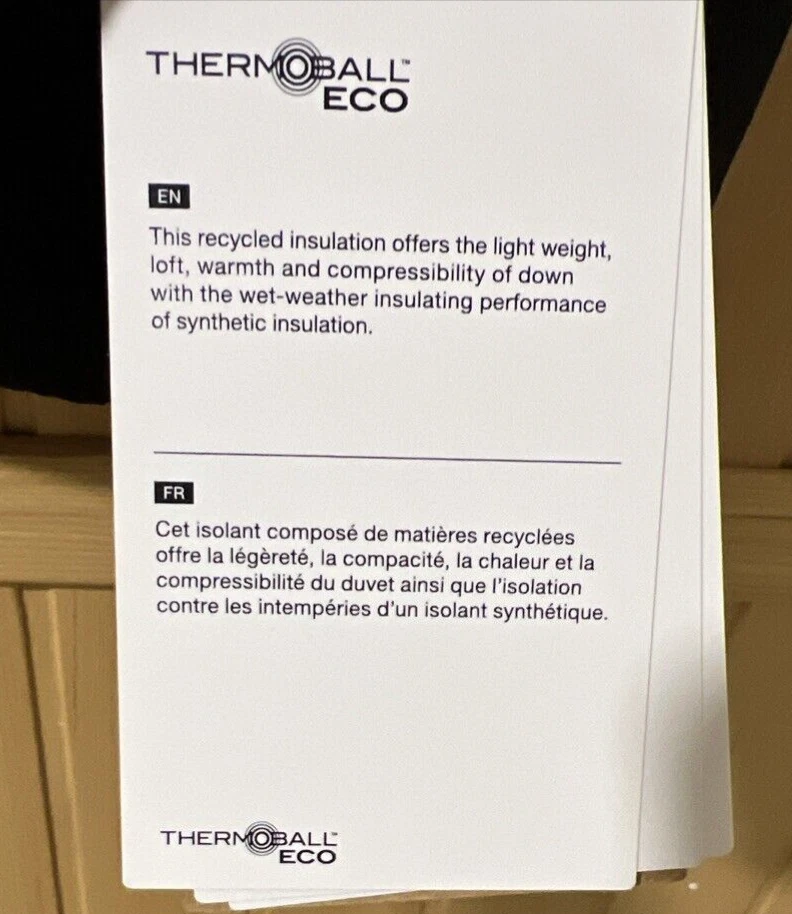 THERMOBALL™
ECO
EN
This recycled insulation offers the light weight,
loft, warmth and compressibility of down
with the wet-weather insulating performance
of synthetic insulation.
FR
Cet isolant composé de matières recyclées
offre la légèreté, la compacité, la chaleur et la
compressibilité du duvet ainsi que l'isolation
contre les intempéries d'un isolant synthétique.
THERMOBALL™
ECO